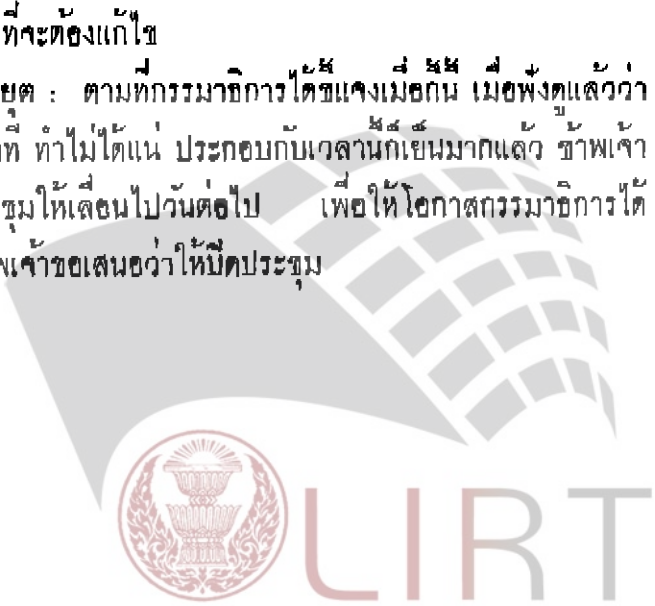 ที่จะต้องแก้ไข
ยุต : ตามที่กรรมาธิการได้ชี้แจงเมื่อกี้นี้ เมื่อฟังดูแล้วว่า
ที่ ทำไม่ได้แน่ ประกอบกับเวลานี้ก็เย็นมากแล้ว ข้าพเจ้า
ชุมให้เลื่อนไปวันต่อไป เพื่อให้โอกาสกรรมาธิการได้
พเจ้าขอเสนอว่าให้ปิดประชุม
LIRT